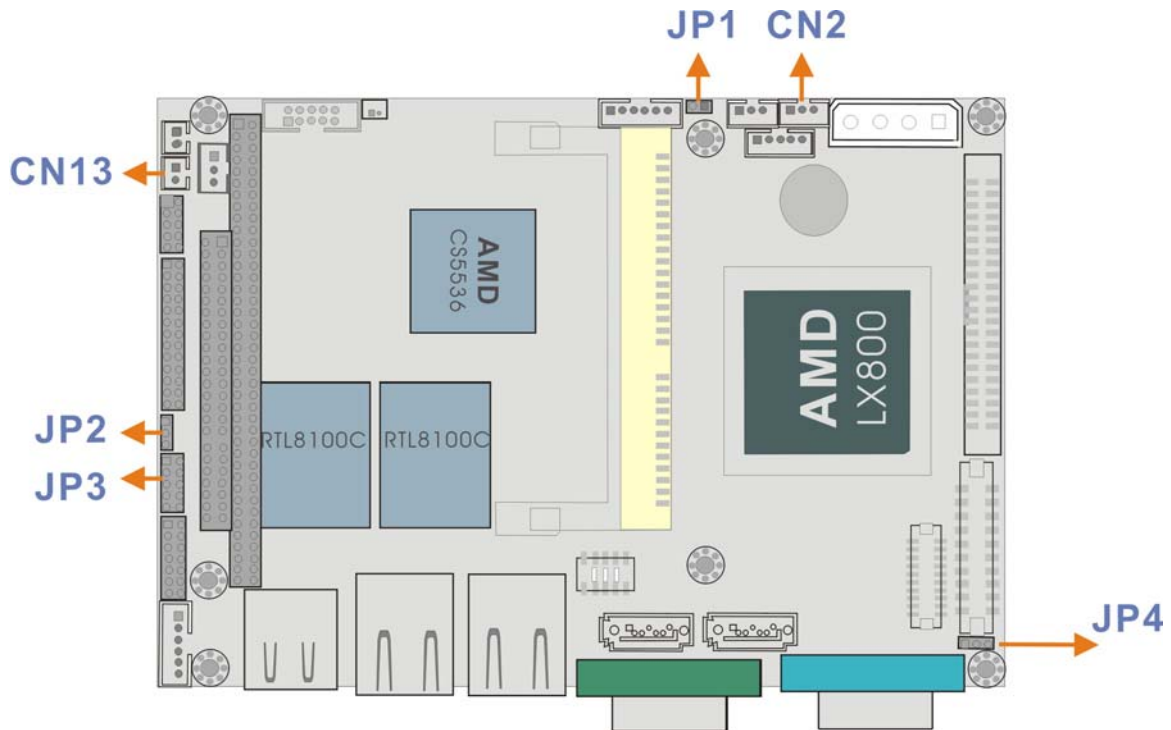 JP1 CN2
CN13
AMD
CS5536
AMD
LX800
JP2
RTL8100C RTL8100C
JP3
JP4